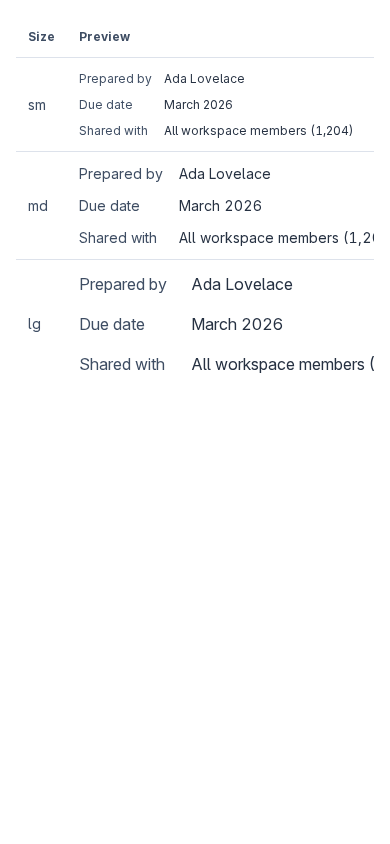 Size Preview
sm
Prepared by Ada Lovelace
Due date March 2026
Shared with All workspace members (1,204)
md
Prepared by Ada Lovelace
Due date March 2026
Shared with All workspace members (1,2
lg
Prepared by Ada Lovelace
Due date March 2026
Shared with All workspace members (